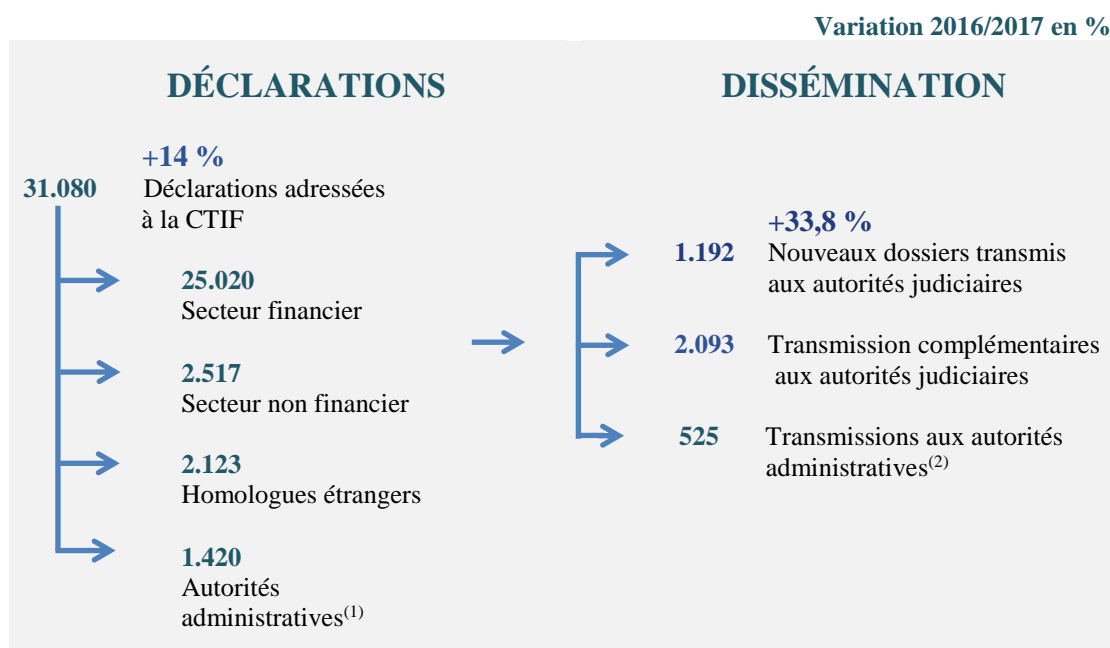 Variation 2016/2017 en %
DÉCLARATIONS
+14 %
31.080 Déclarations adressées
à la CTIF
25.020
Secteur financier
2.517
Secteur non financier
2.123
Homologues étrangers
1.420
Autorités
administratives(1)
DISSÉMINATION
+33,8 %
1.192 Nouveaux dossiers transmis
aux autorités judiciaires
2.093 Transmission complémentaires
aux autorités judiciaires
525 Transmissions aux autorités
administratives(2)